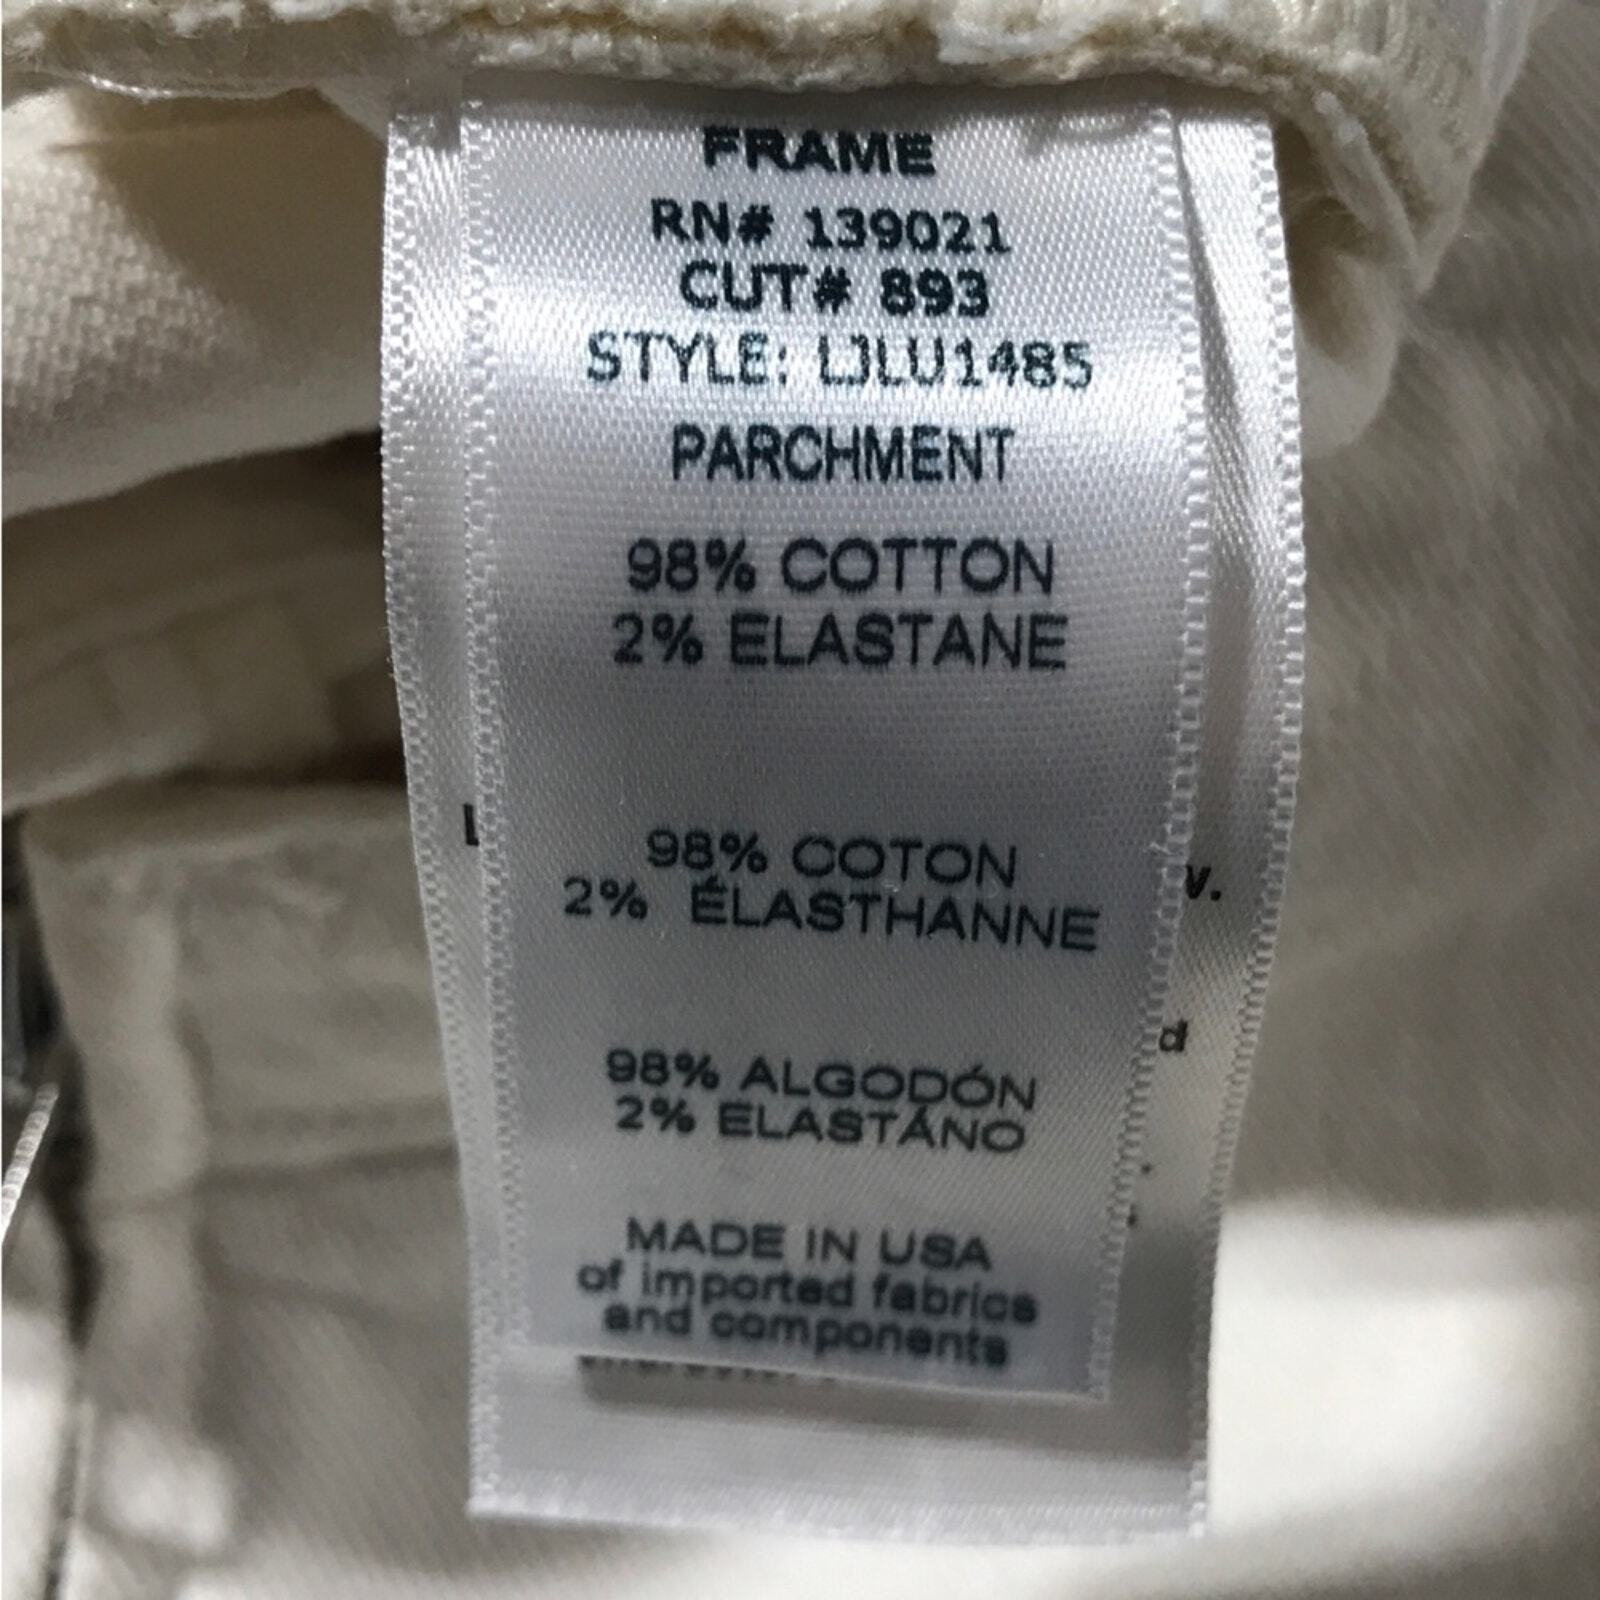 FRAME
RN# 139021
CUT# 893
STYLE: LJLU1485
PARCHMENT
98% COTTON
2% ELASTANE
98% COTON
2% ÉLASTHANNE
98% ALGODÓN
2% ELASTÁNO
MADE IN USA
of imported fabrics
and components